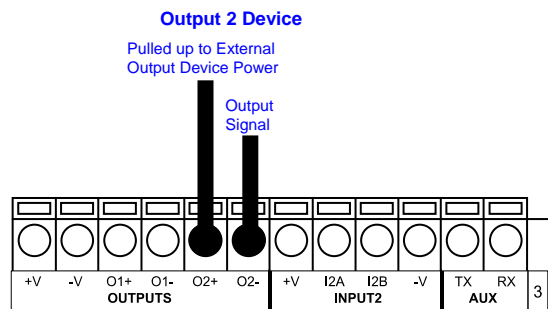 Output 2 Device
Pulled up to External
Output Device Power
Output
Signal
+V -V O1+ O1- O2+ O2- +V I2A I2B -V TX RX 3
OUTPUTS INPUT2 AUX